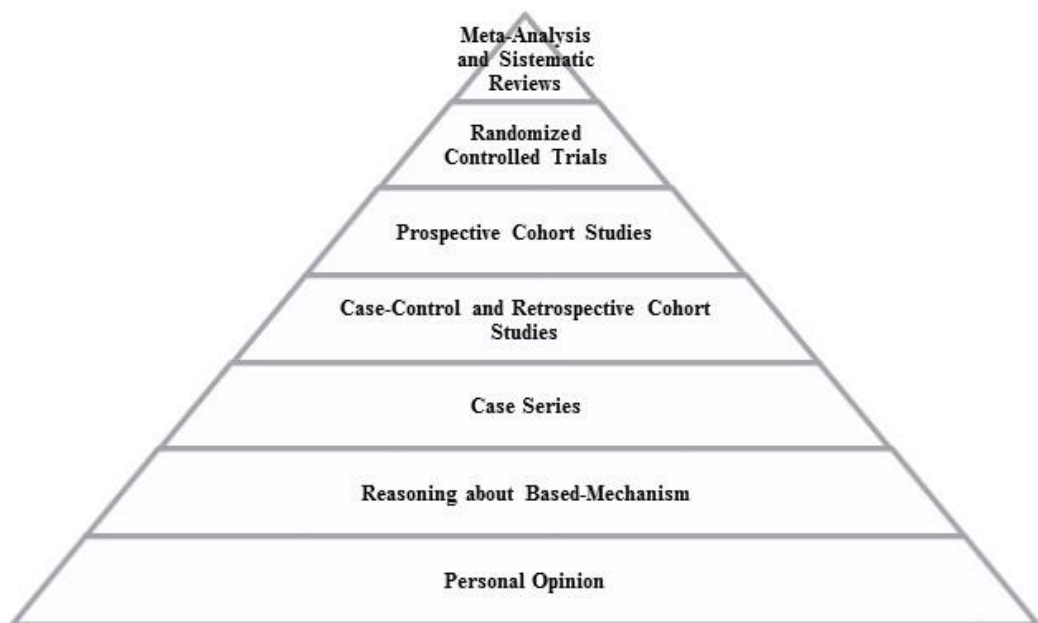 Meta-Analysis
and Sistematic
Reviews
Randomized
Controlled Trials
Prospective Cohort Studies
Case-Control and Retrospective Cohort
Studies
Case Series
Reasoning about Based-Mechanism
Personal Opinion